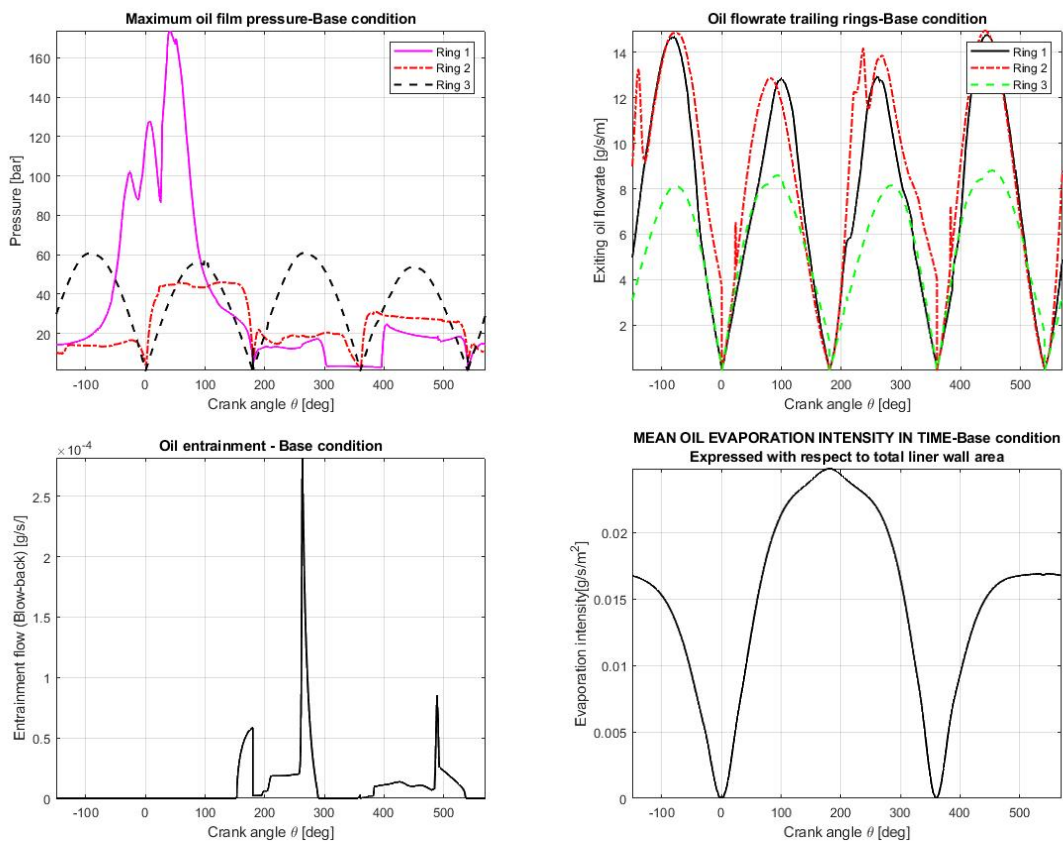 Maximum oil film pressure-Base condition
Pressure [bar]
160
140
120
100
80
60
40
20
Ring 1
Ring 2
Ring 3
-100 0 100 200 300 400 500
Crank angle θ [deg]
Oil flowrate trailing rings-Base condition
Exiting oil flowrate [g/s/m]
14
12
10
8
6
4
2
Ring 1
Ring 2
Ring 3
-100 0 100 200 300 400 500
Crank angle θ [deg]
Oil entrainment - Base condition
×10⁻⁴
Entrainment flow (Blow-back) [g/s/]
2.5
2
1.5
1
0.5
0
-100 0 100 200 300 400 500
Crank angle θ [deg]
MEAN OIL EVAPORATION INTENSITY IN TIME-Base condition
Expressed with respect to total liner wall area
Evaporation intensity[g/s/m²]
0.02
0.015
0.01
0.005
0
-100 0 100 200 300 400 500
Crank angle θ [deg]